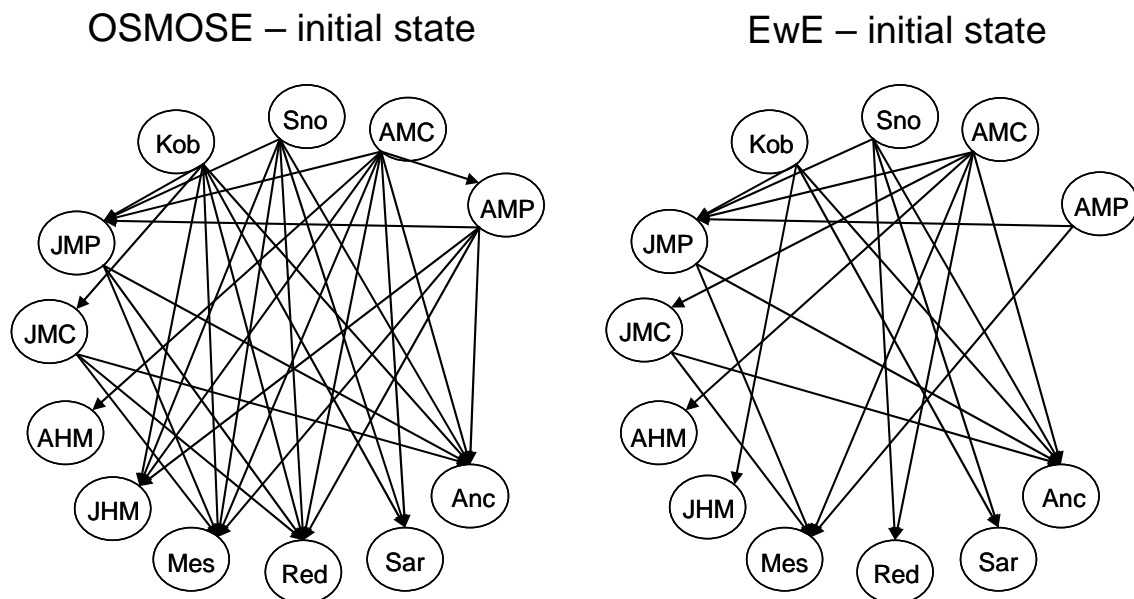 OSMOSE – initial state
EwE – initial state
Kob
Sno
AMC
AMP
JMP
JMC
AHM
JHM
Mes
Red
Sar
Anc
Kob
Sno
AMC
AMP
JMP
JMC
AHM
JHM
Mes
Red
Sar
Anc